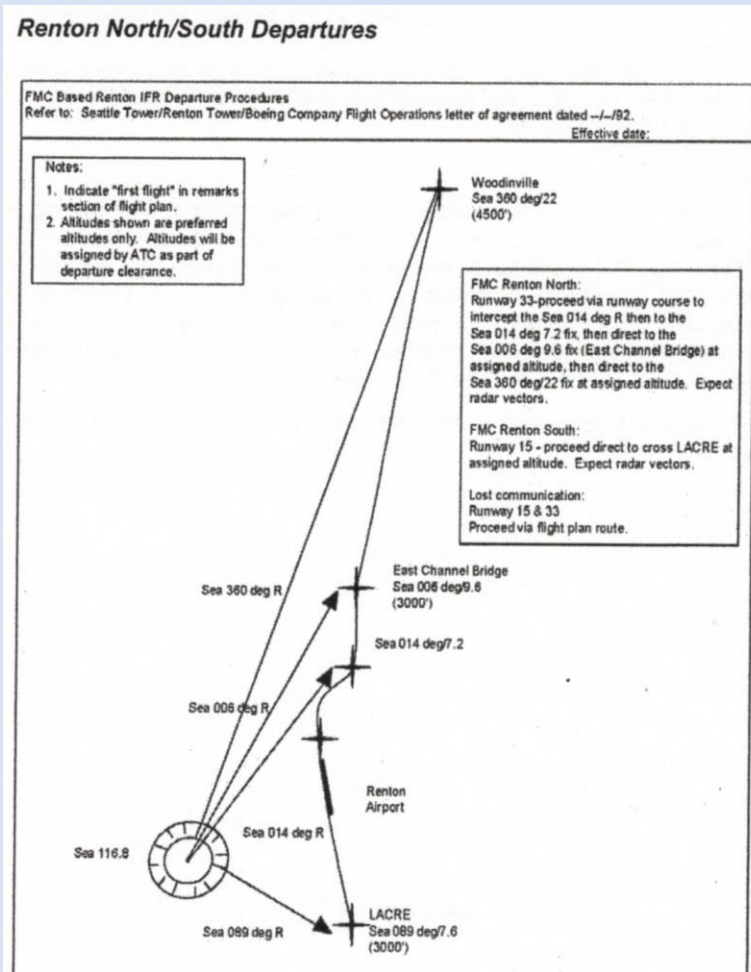 Renton North/South Departures
FMC Based Renton IFR Departure Procedures
Refer to: Seattle Tower/Renton Tower/Boeing Company Flight Operations letter of agreement dated --/--/92.
Effective date:
Notes:
1. Indicate "first flight" in remarks
section of flight plan.
2. Altitudes shown are preferred
altitudes only. Altitudes will be
assigned by ATC as part of
departure clearance.
Woodinville
Sea 360 deg/22
(4500')
FMC Renton North:
Runway 33-proceed via runway course to
intercept the Sea 014 deg R then to the
Sea 014 deg 7.2 fix, then direct to the
Sea 006 deg 9.6 fix (East Channel Bridge) at
assigned altitude, then direct to the
Sea 360 deg/22 fix at assigned altitude. Expect
radar vectors.
FMC Renton South:
Runway 15 - proceed direct to cross LACRE at
assigned altitude. Expect radar vectors.
Lost communication:
Runway 15 & 33
Proceed via flight plan route.
Sea 360 deg R
East Channel Bridge
Sea 006 deg/9.6
(3000')
Sea 014 deg/7.2
Sea 006 deg R
Renton
Airport
Sea 014 deg R
Sea 116.8
Sea 089 deg R
LACRE
Sea 089 deg/7.6
(3000')